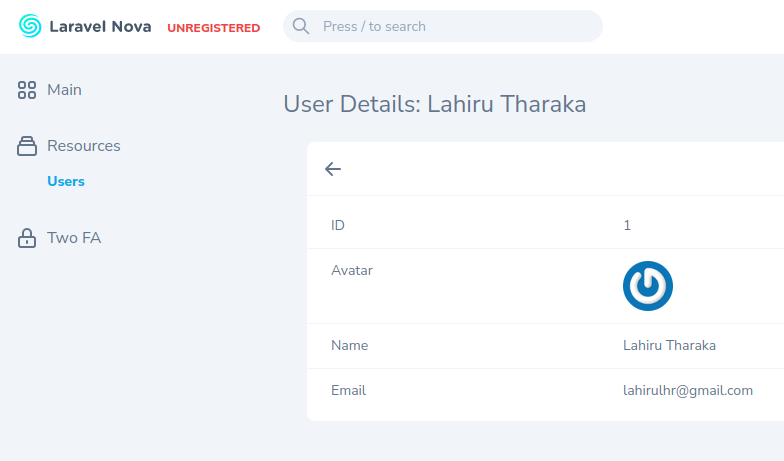 Laravel Nova UNREGISTERED Press / to search
Main
Resources
Users
Two FA
User Details: Lahiru Tharaka
ID 1
Avatar
Name Lahiru Tharaka
Email lahirulhr@gmail.com